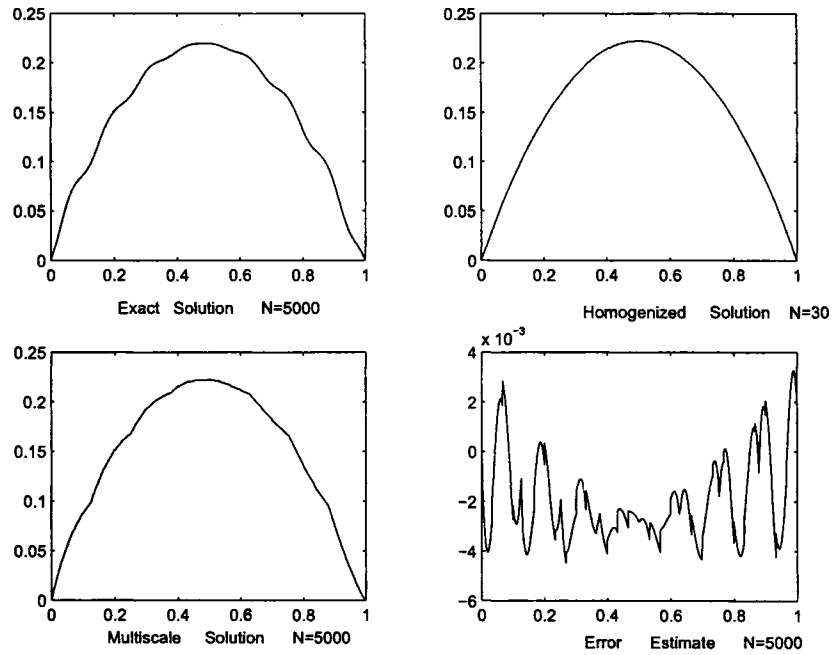 0.25
0.2
0.15
0.1
0.05
0
0 0.2 0.4 0.6 0.8 1
Exact Solution N=5000
0.25
0.2
0.15
0.1
0.05
0
0 0.2 0.4 0.6 0.8 1
Homogenized Solution N=30
0.25
0.2
0.15
0.1
0.05
0
0 0.2 0.4 0.6 0.8 1
Multiscale Solution N=5000
x 10⁻³
4
2
0
−2
−4
−6
0 0.2 0.4 0.6 0.8 1
Error Estimate N=5000